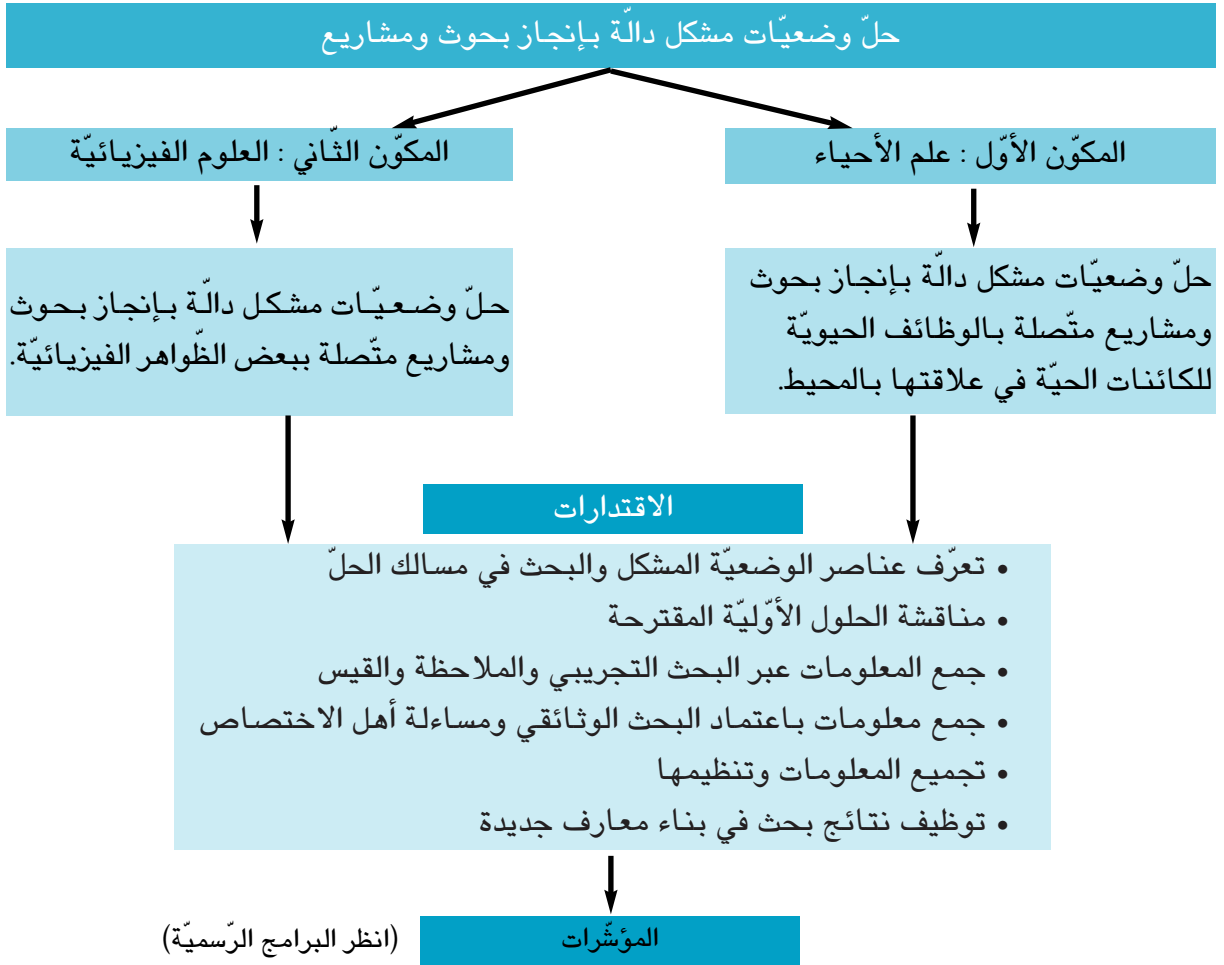 حلّ وضعيّات مشكل دالّة بإنجاز بحوث ومشاريع
المكوّن الأوّل : علم الأحياء
المكوّن الثّاني : العلوم الفيزيائيّة
حلّ وضعيّات مشكل دالّة بإنجاز بحوث
ومشاريع متّصلة بالوظائف الحيويّة
للكائنات الحيّة في علاقتها بالمحيط.
حلّ وضعيّات مشكل دالّة بإنجاز بحوث
ومشاريع متّصلة ببعض الظّواهر الفيزيائيّة.
الاقتدارات
• تعرّف عناصر الوضعيّة المشكل والبحث في مسالك الحلّ
• مناقشة الحلول الأوّليّة المقترحة
• جمع المعلومات عبر البحث التجريبي والملاحظة والقيس
• جمع معلومات باعتماد البحث الوثائقي ومساءلة أهل الاختصاص
• تجميع المعلومات وتنظيمها
• توظيف نتائج بحث في بناء معارف جديدة
المؤشّرات
(انظر البرامج الرّسميّة)